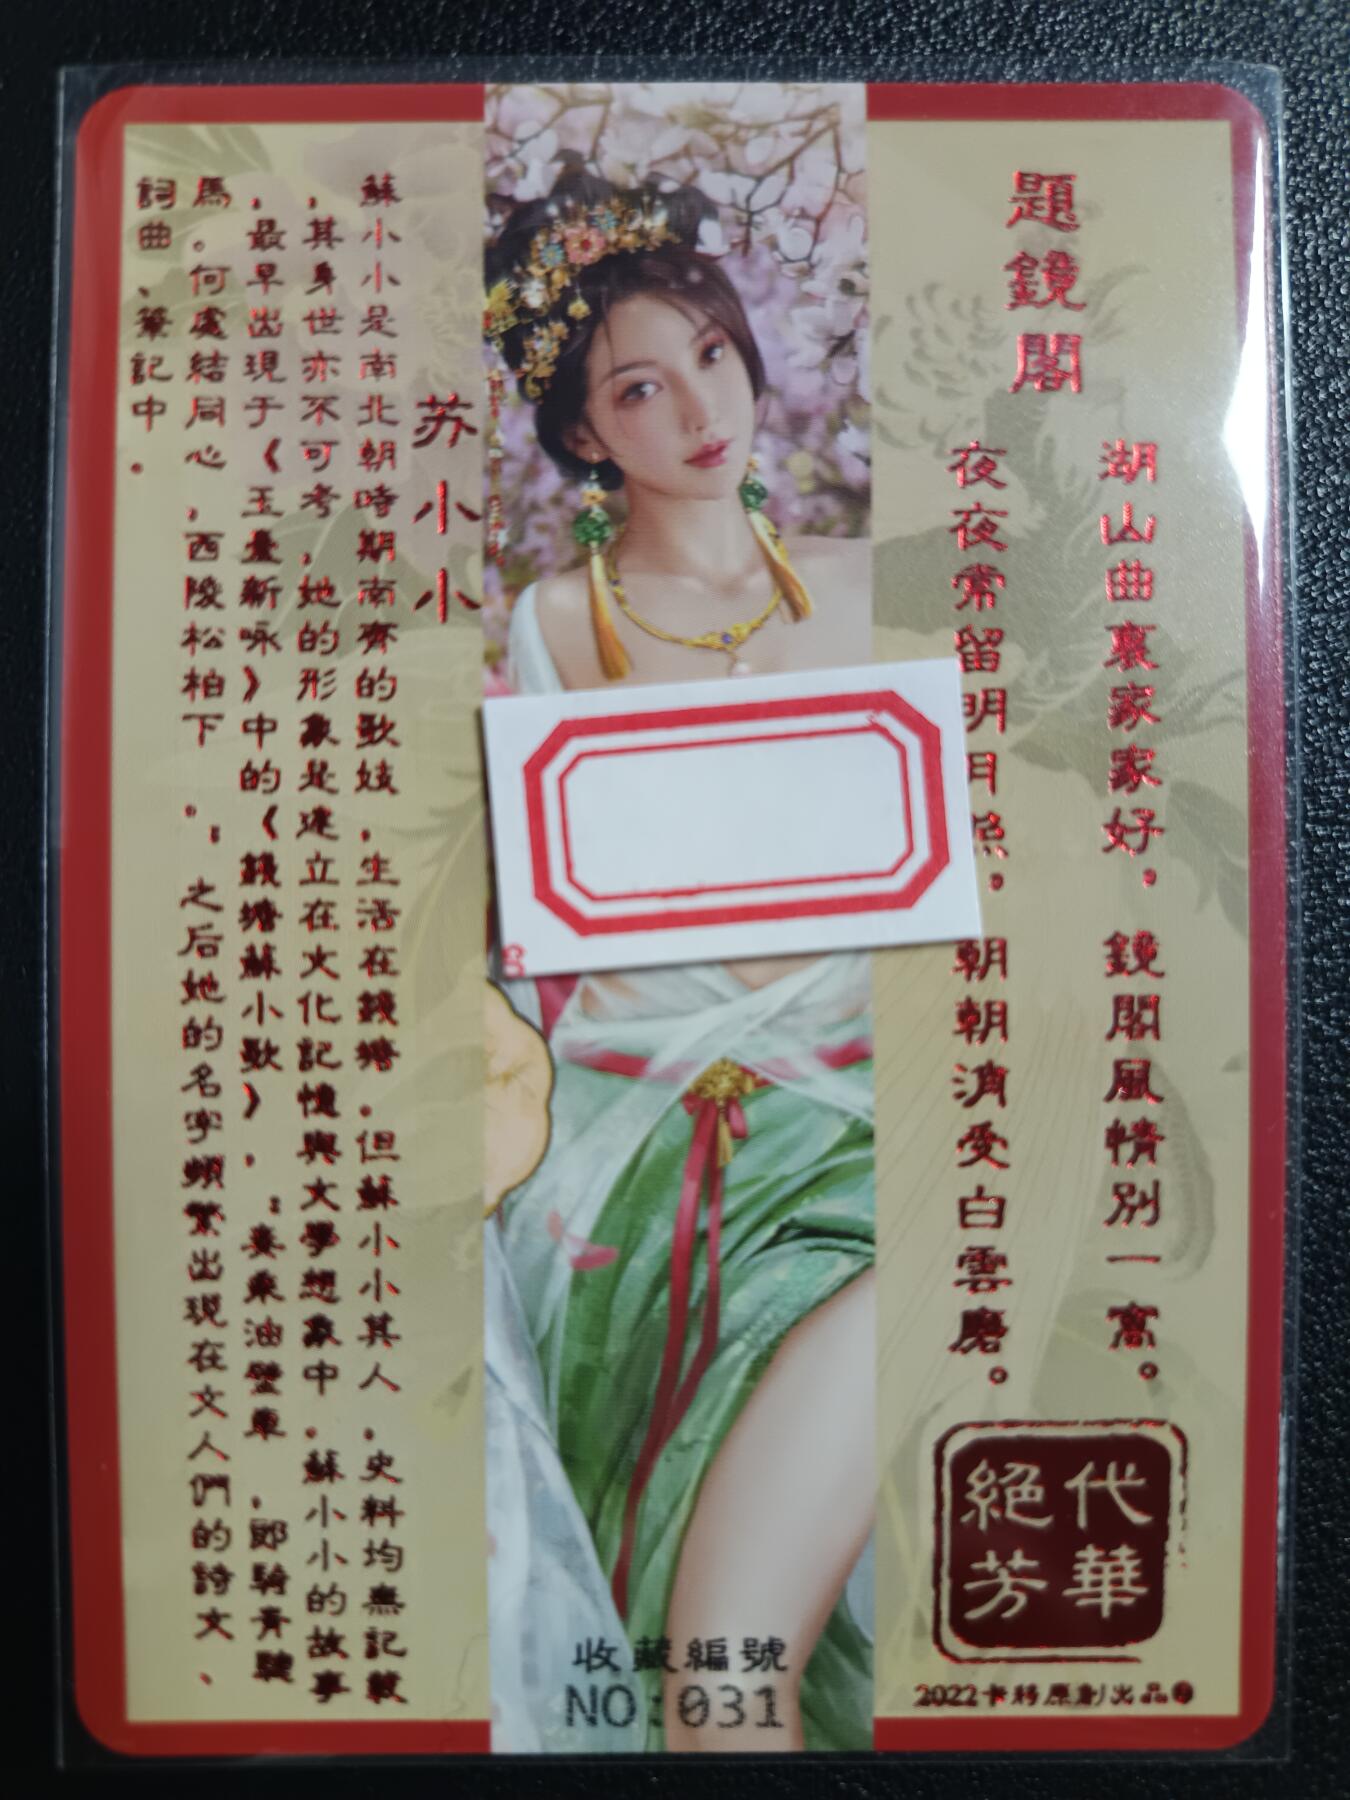 題鏡閣
湖山曲裏家家好，鏡閣風情別一窩。
夜夜常留明月照，朝朝消受白雲磨。
絕代
芳華
2022卡将原創出品
收藏編號
NO:031
苏小小
蘇小小是南北朝時期南齊的歌妓，生活在錢塘。但蘇小小其人，史料均無記載
，其身世亦不可考，她的形象是建立在文化記憶與文學想象中。蘇小小的故事
，最早出現于《玉臺新咏》中的《錢塘蘇小歌》，：妾乘油壁車，郎騎青驄
馬。何處結同心，西陵松柏下。；之后她的名字頻繁出現在文人們的詩文、
詞曲、筆記中。